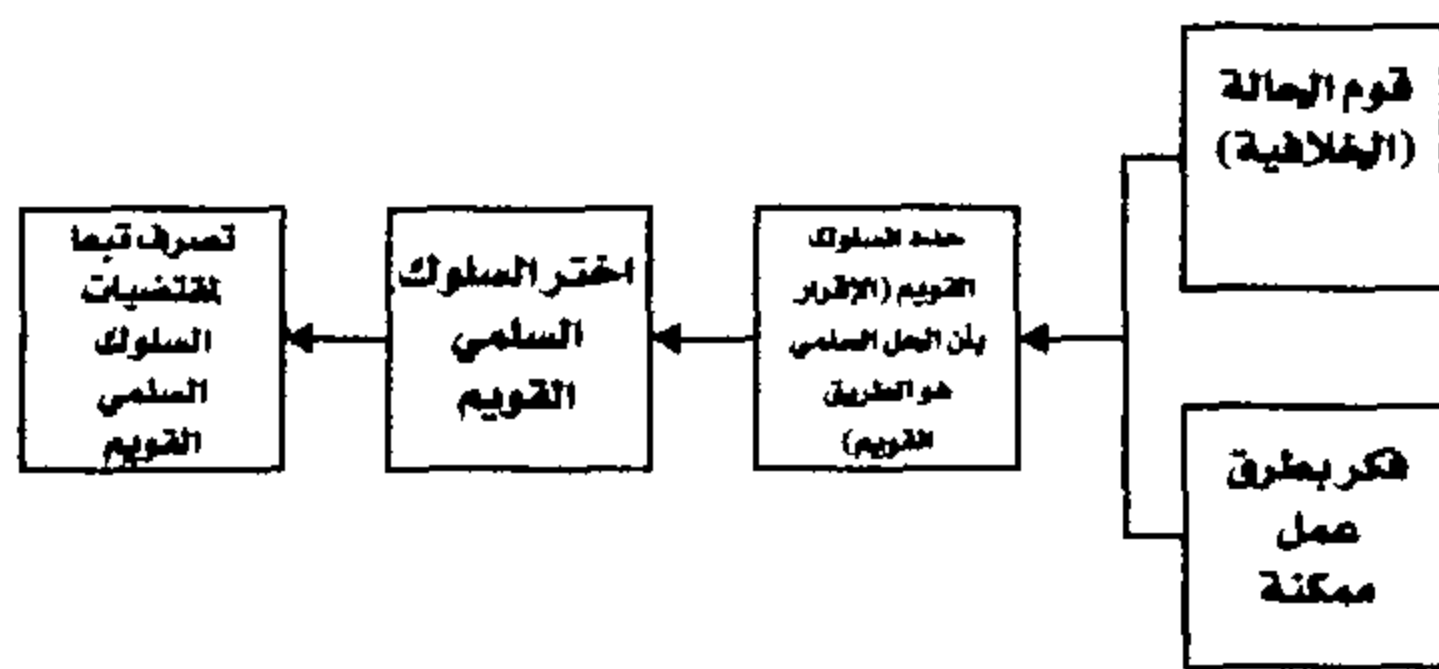 قوم الحالة
(الخلافية)
فكر بطرق
عمل
ممكنة
حدد السلوك
القويم (الإقرار
بأن الحل السلمي
هو الطريق
القويم)
اختر السلوك
السلمي
القويم
تصرف تبعا
لمقتضيات
السلوك
السلمي
القويم